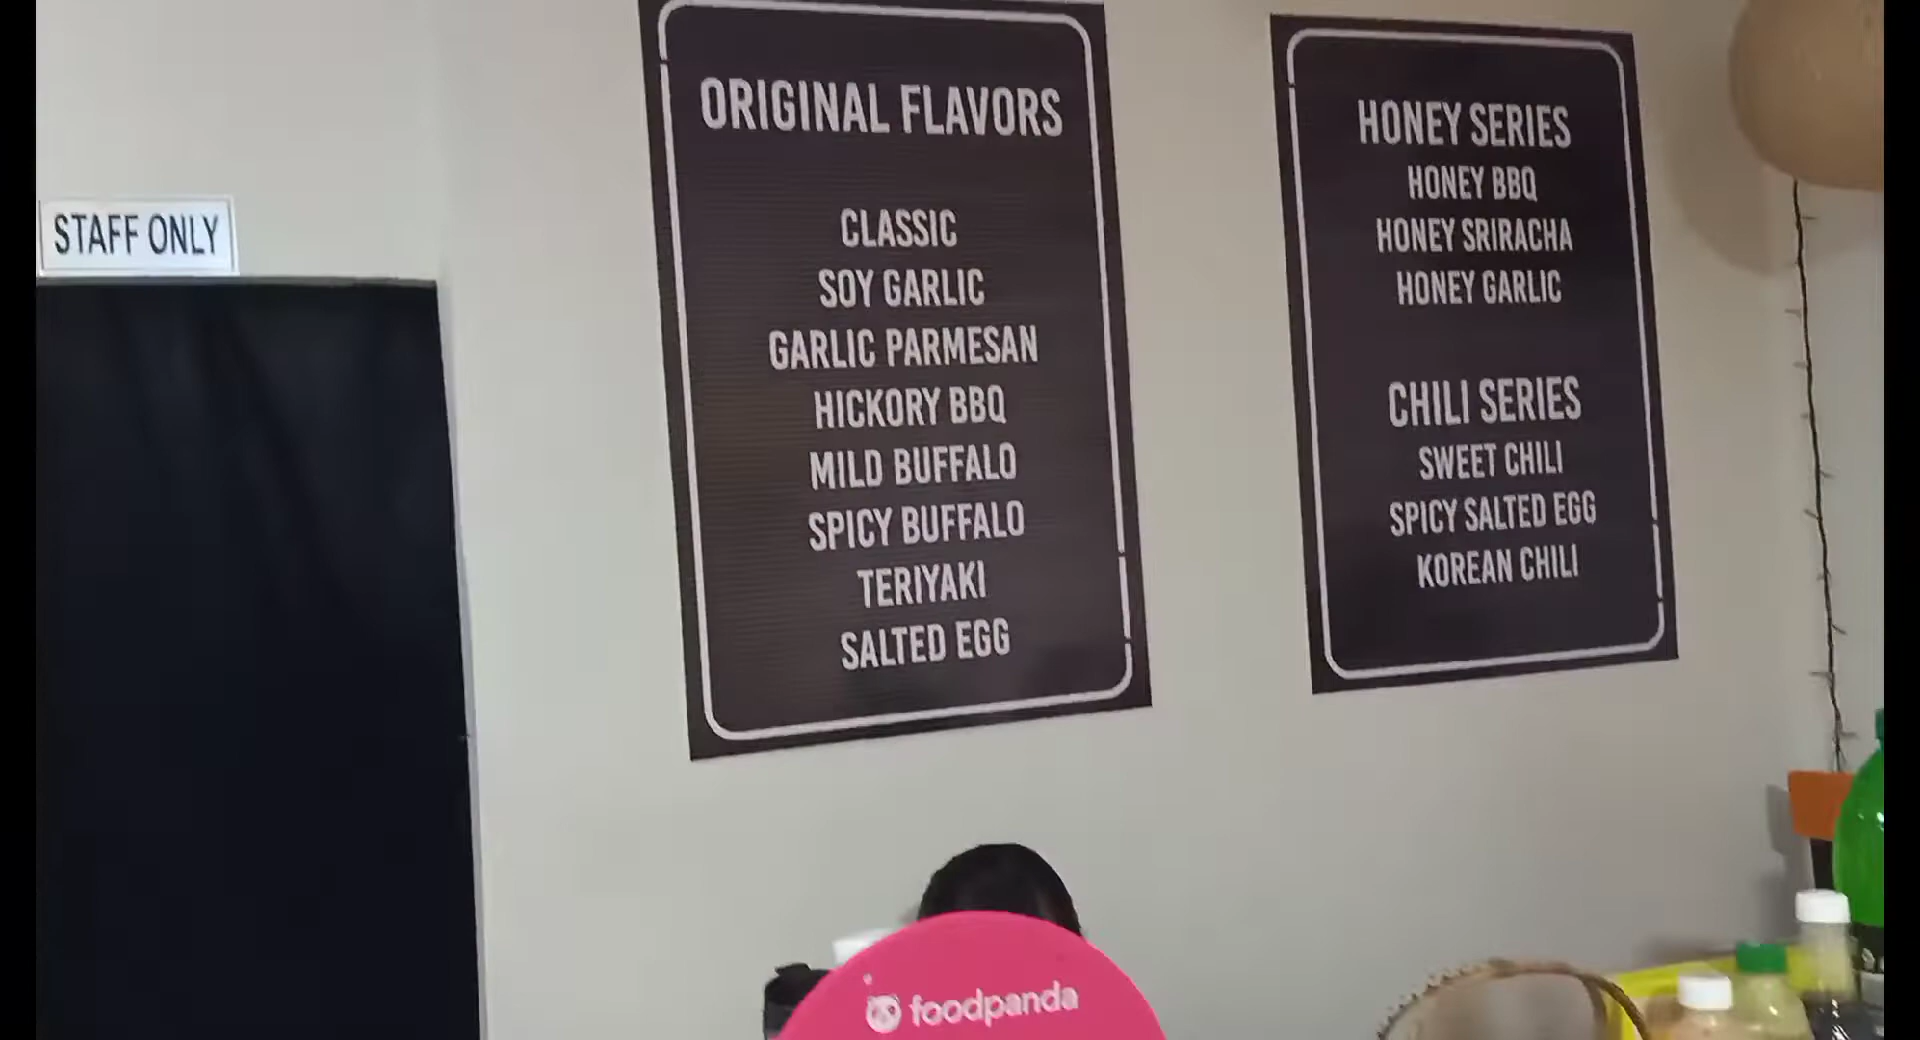 STAFF ONLY
ORIGINAL FLAVORS
CLASSIC
SOY GARLIC
GARLIC PARMESAN
HICKORY BBQ
MILD BUFFALO
SPICY BUFFALO
TERIYAKI
SALTED EGG
HONEY SERIES
HONEY BBQ
HONEY SRIRACHA
HONEY GARLIC
CHILI SERIES
SWEET CHILI
SPICY SALTED EGG
KOREAN CHILI
foodpanda